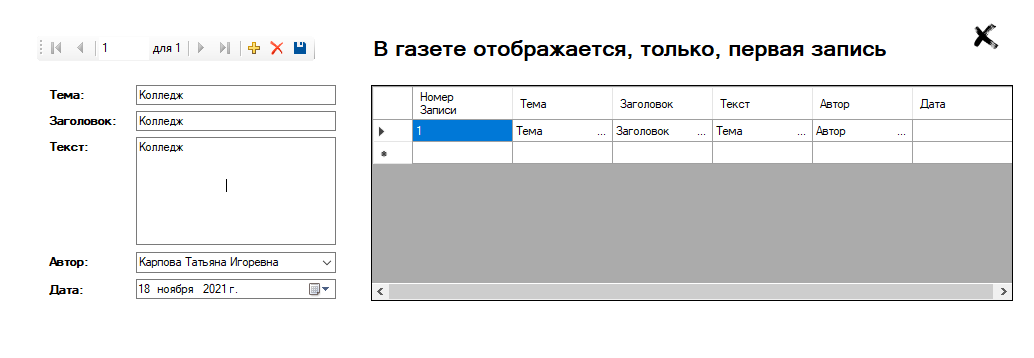 1 для 1
В газете отображается, только, первая запись
Тема: Колледж
Заголовок: Колледж
Текст: Колледж
Автор: Карпова Татьяна Игоревна
Дата: 18 ноября 2021 г.
Номер Записи Тема Заголовок Текст Автор Дата
1 Тема ... Заголовок ... Тема ... Автор ...